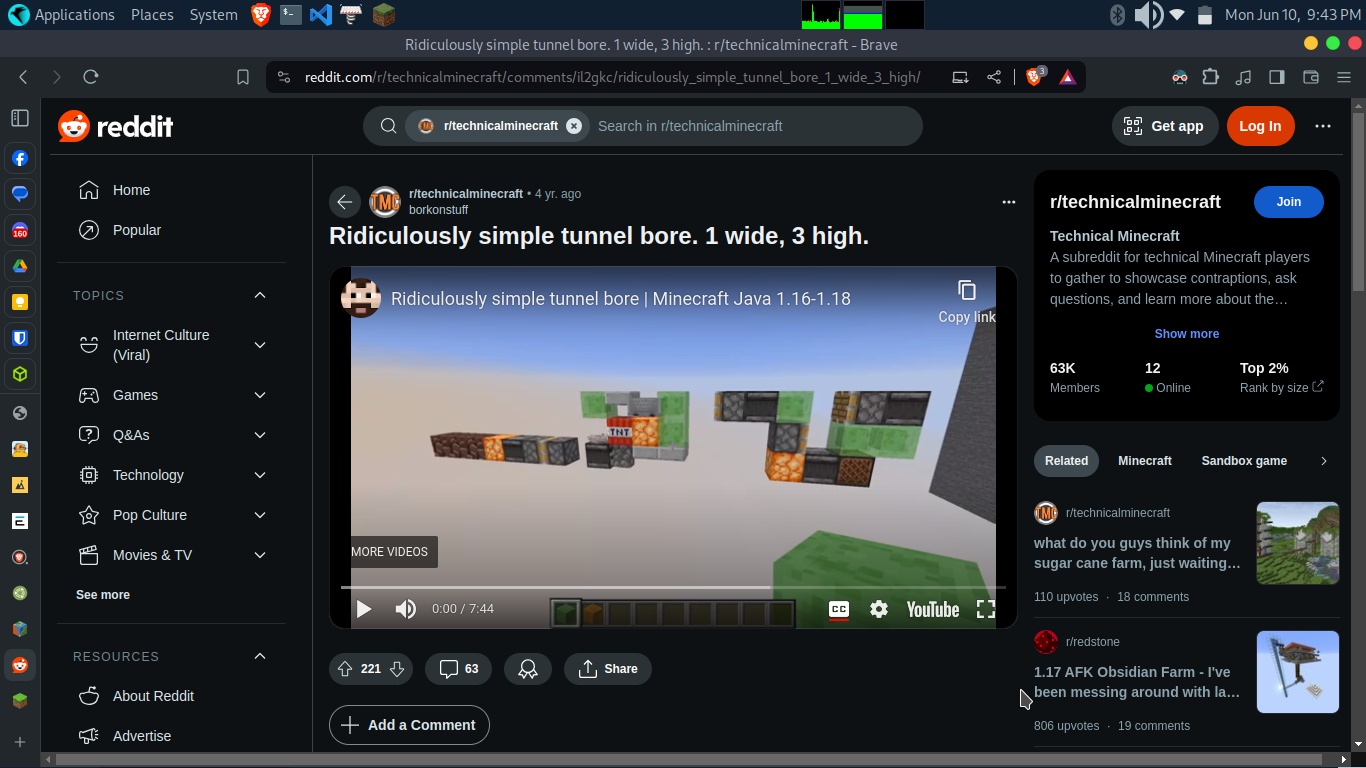 Applications Places System
Mon Jun 10, 9:43 PM
Ridiculously simple tunnel bore. 1 wide, 3 high. : r/technicalminecraft - Brave
reddit.com/r/technicalminecraft/comments/il2gkc/ridiculously_simple_tunnel_bore_1_wide_3_high/
3
160
reddit
r/technicalminecraft
Search in r/technicalminecraft
Get app
Log In
Home
Popular
TOPICS
Internet Culture
(Viral)
Games
Q&As
Technology
Pop Culture
Movies & TV
See more
RESOURCES
About Reddit
Advertise
TMC
r/technicalminecraft • 4 yr. ago
borkonstuff
Ridiculously simple tunnel bore. 1 wide, 3 high.
Ridiculously simple tunnel bore | Minecraft Java 1.16-1.18
Copy link
TNT
MORE VIDEOS
0:00 / 7:44
CC
YouTube
221
63
Share
Add a Comment
r/technicalminecraft
Join
Technical Minecraft
A subreddit for technical Minecraft players
to gather to showcase contraptions, ask
questions, and learn more about the…
Show more
63K
Members
12
Online
Top 2%
Rank by size
Related
Minecraft
Sandbox game
TMC
r/technicalminecraft
what do you guys think of my
sugar cane farm, just waiting…
110 upvotes · 18 comments
r/redstone
1.17 AFK Obsidian Farm - I've
been messing around with la…
806 upvotes · 19 comments